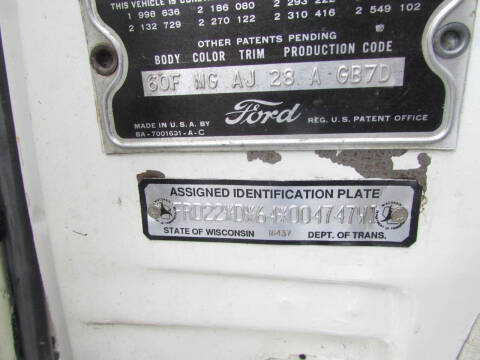 THIS VEHICLE IS
1 998 636 2 186 080 2 293 222
2 132 729 2 270 122 2 310 416 2 549 102
OTHER PATENTS PENDING
BODY COLOR TRIM PRODUCTION CODE
60F MG AJ 28 A GB7D
MADE IN U.S.A. BY Ford REG. U.S. PATENT OFFICE
BA-7001631-A-C
ASSIGNED IDENTIFICATION PLATE
STATE OF WISCONSIN 16437 DEPT. OF TRANS.